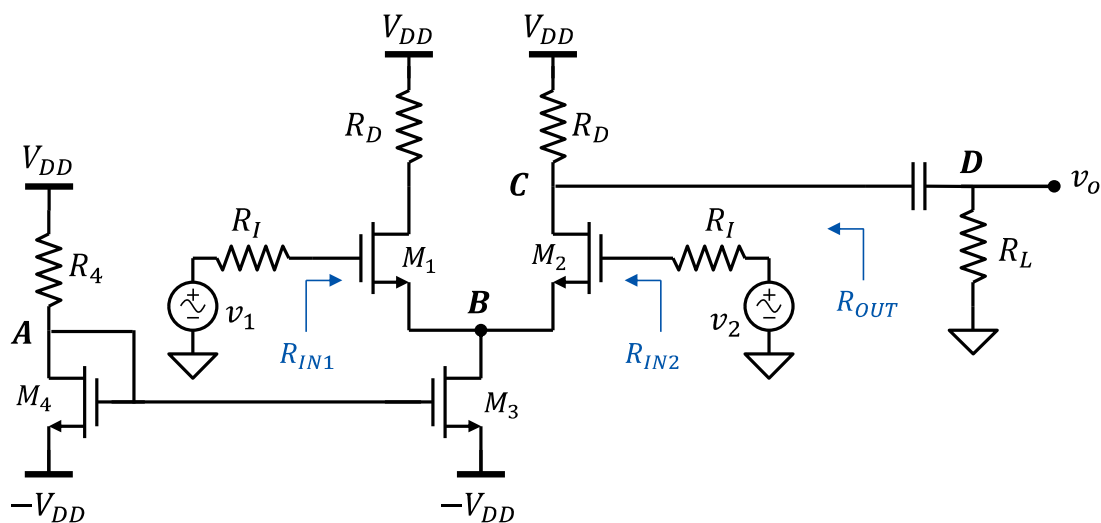 V_DD
V_DD
R_D
R_D
V_DD
C
D
v_o
R_I
R_I
R_4
M_1
M_2
R_L
A
v_1
B
v_2
R_OUT
R_IN1
R_IN2
M_4
M_3
−V_DD
−V_DD